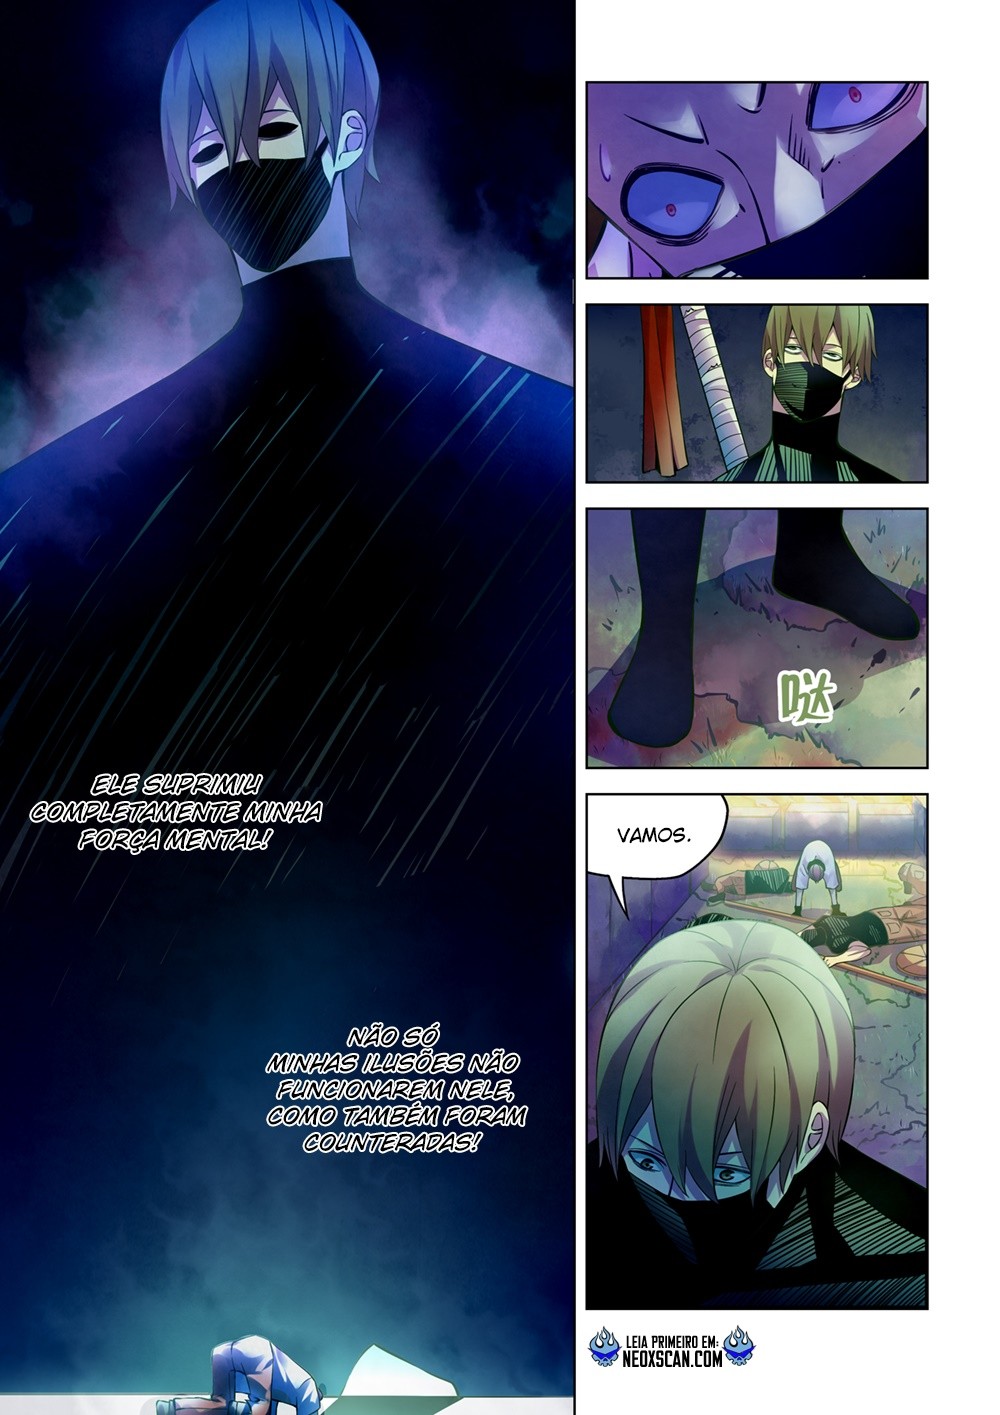 ELE SUPRIMIU
COMPLETAMENTE MINHA
FORÇA MENTAL!
NÃO SÓ
MINHAS ILUSÕES NÃO
FUNCIONAREM NELE,
COMO TAMBÉM FORAM
COUNTERADAS!
哒
VAMOS.
LEIA PRIMEIRO EM:
NEOXSCAN.COM